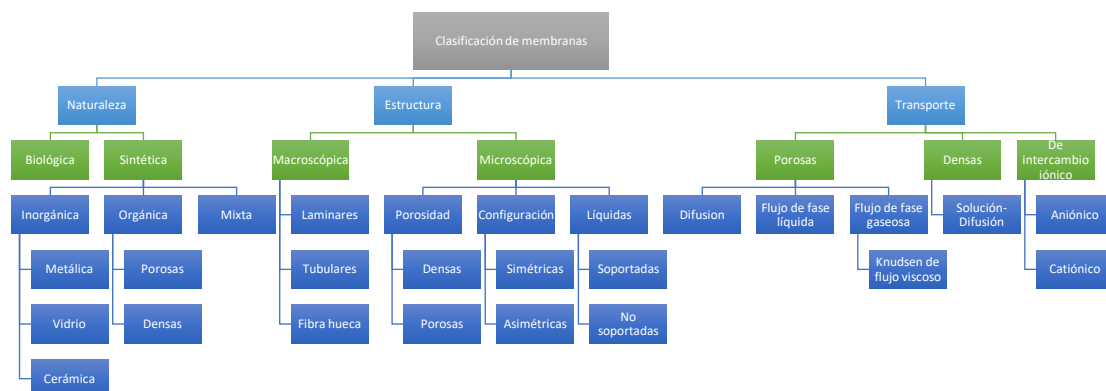 Clasificación de membranas
Naturaleza
Estructura
Transporte
Biológica
Sintética
Macroscópica
Microscópica
Porosas
Densas
De
intercambio
iónico
Inorgánica
Orgánica
Mixta
Laminares
Porosidad
Configuración
Líquidas
Difusion
Flujo de fase
líquida
Flujo de fase
gaseosa
Solución-
Difusión
Aniónico
Metálica
Porosas
Tubulares
Densas
Simétricas
Soportadas
Knudsen de
flujo viscoso
Catiónico
Vidrio
Densas
Fibra hueca
Porosas
Asimétricas
No
soportadas
Cerámica